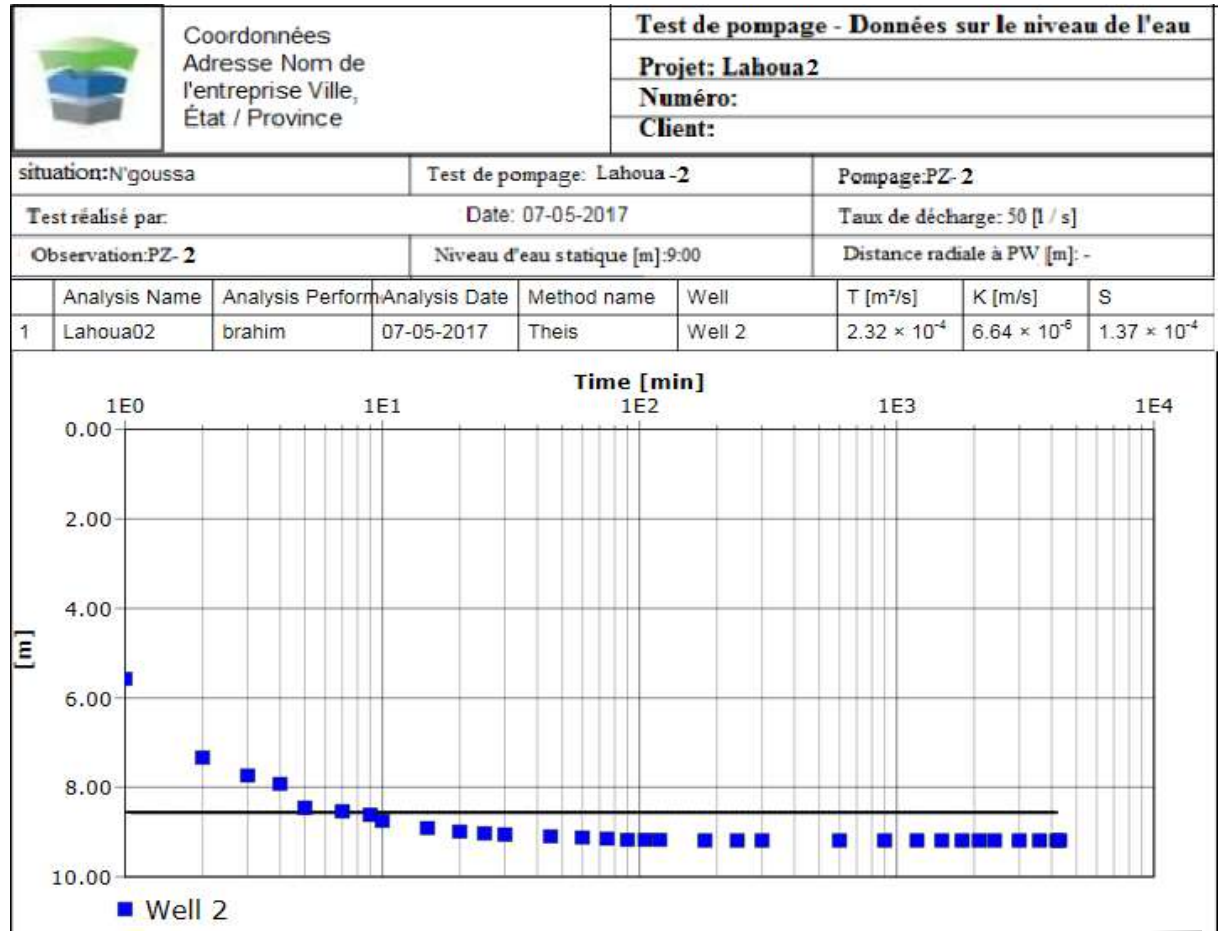 Coordonnées
Adresse Nom de
l'entreprise Ville,
État / Province
Test de pompage - Données sur le niveau de l'eau
Projet: Lahoua2
Numéro:
Client:
situation:N'goussa
Test de pompage: Lahoua -2
Pompage:PZ- 2
Test réalisé par:
Date: 07-05-2017
Taux de décharge: 50 [l / s]
Observation:PZ- 2
Niveau d'eau statique [m]:9:00
Distance radiale à PW [m]: -
Analysis Name Analysis Perform Analysis Date Method name Well T [m²/s] K [m/s] S
1 Lahoua02 brahim 07-05-2017 Theis Well 2 2.32 × 10⁻⁴ 6.64 × 10⁻⁶ 1.37 × 10⁻⁴
Time [min]
1E0 1E1 1E2 1E3 1E4
0.00
2.00
4.00
[m]
6.00
8.00
10.00
Well 2